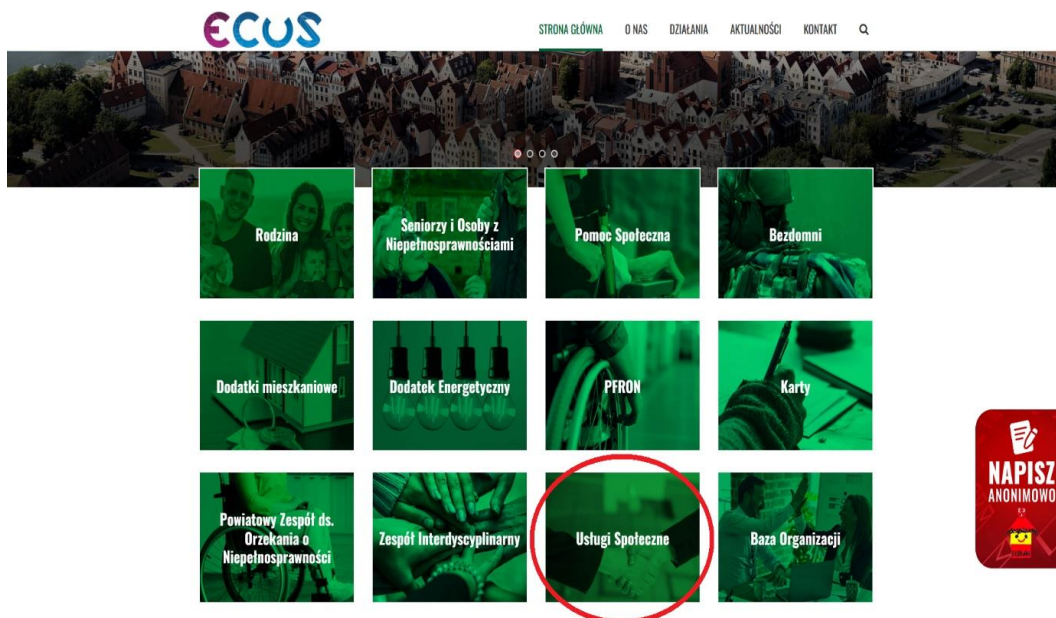 ECUS
STRONA GŁÓWNA O NAS DZIAŁANIA AKTUALNOŚCI KONTAKT
Rodzina
Seniorzy i Osoby z
Niepełnosprawnościami
Pomoc Społeczna
Bezdomni
Dodatki mieszkaniowe
Dodatek Energetyczny
PFRON
Karty
Powiatowy Zespół ds.
Orzekania o
Niepełnosprawności
Zespół Interdyscyplinarny
Usługi Społeczne
Baza Organizacji
NAPISZ
ANONIMOWO